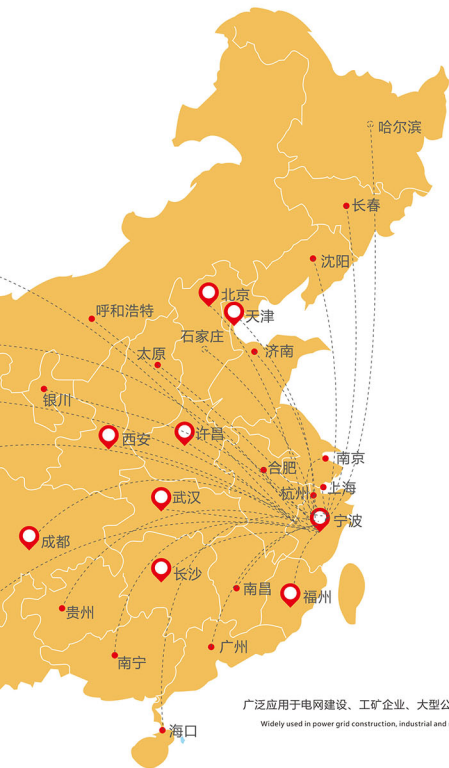 哈尔滨
长春
沈阳
北京
呼和浩特
天津
石家庄
太原
济南
银川
许昌
西安
南京
合肥
上海
杭州
武汉
宁波
成都
长沙
南昌
福州
贵州
广州
南宁
广泛应用于电网建设、工矿企业、大型公
Widely used in power grid construction, industrial and
海口